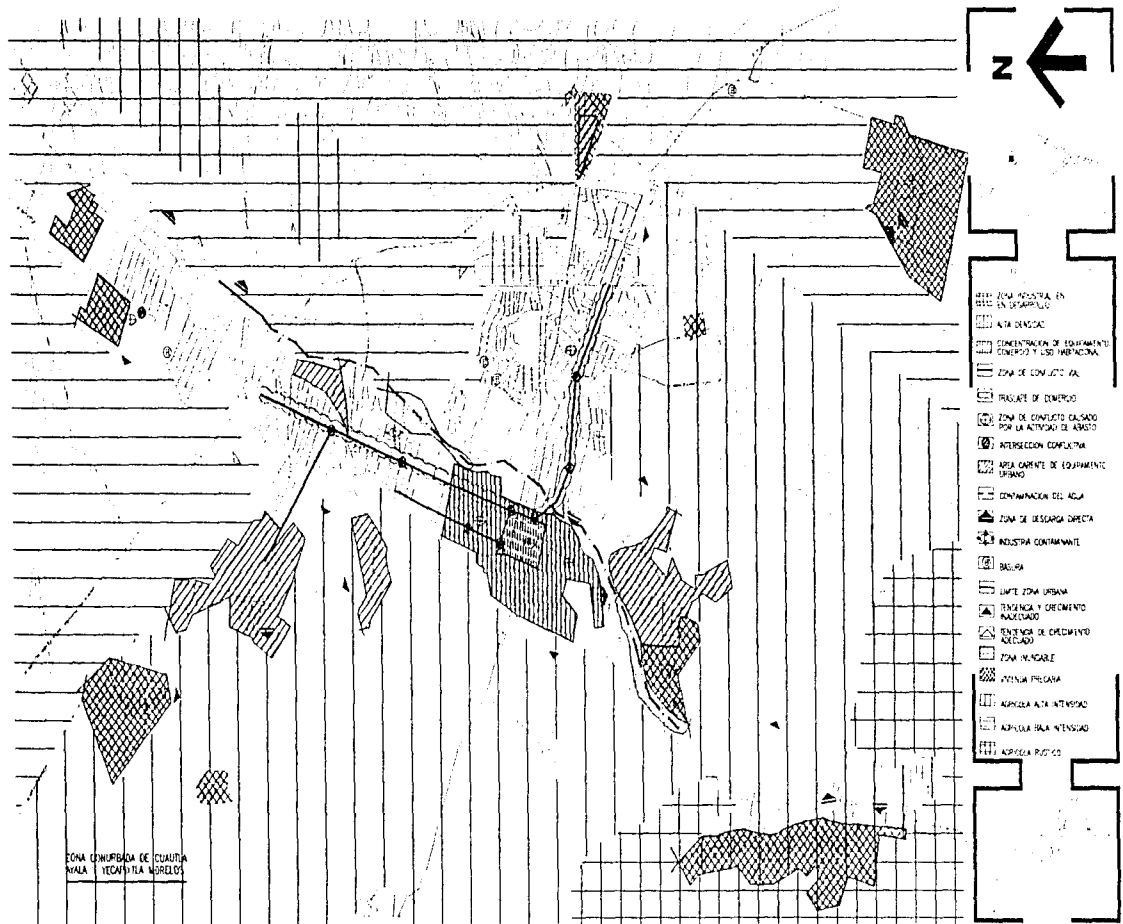 N
ZONA INDUSTRIAL EN
EN DESARROLLO
ALTA DENSIDAD
CONCENTRACION DE EQUIPAMIENTO
COMERCIO Y USO HABITACIONAL
ZONA DE CONFLICTO VIAL
TRASLAPE DE COMERCIO
ZONA DE CONFLICTO CAUSADO
POR LA ACTIVIDAD DE ABASTO
INTERSECCION CONFLICTIVA
AREA CARENTE DE EQUIPAMIENTO
URBANO
CONTAMINACION DEL AGUA
ZONA DE DESCARGA DIRECTA
INDUSTRIA CONTAMINANTE
BASURA
LIMITE ZONA URBANA
TENDENCIA Y CRECIMIENTO
INADECUADO
TENDENCIA DE CRECIMIENTO
ADECUADO
ZONA INUNDABLE
VIVIENDA PRECARIA
AGRICOLA ALTA INTENSIDAD
AGRICOLA BAJA INTENSIDAD
AGRICOLA RUSTICO
ZONA CONURBADA DE CUAUTLA
AYALA Y YECAPIXTLA MORELOS